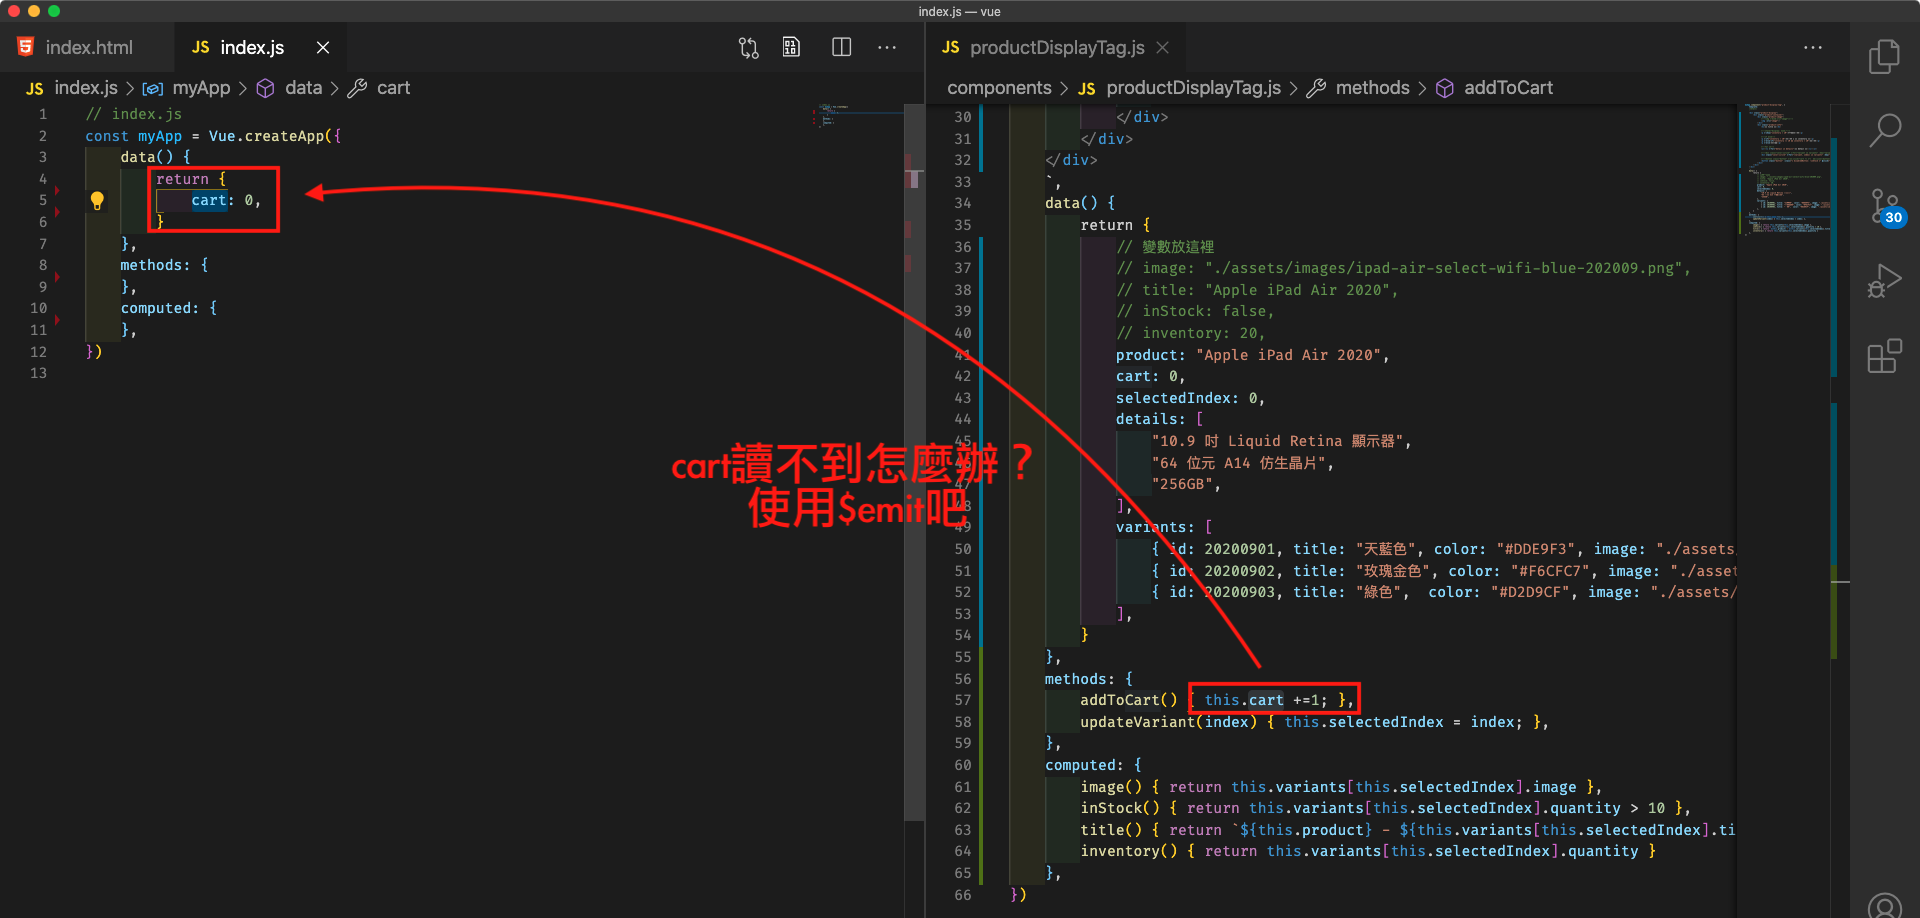 index.js — vue
index.html
JS index.js
JS productDisplayTag.js
JS index.js > myApp > data > cart
components > JS productDisplayTag.js > methods > addToCart
1 // index.js
2 const myApp = Vue.createApp({
3 data() {
4 return {
5 cart: 0,
6 }
7 },
8 methods: {
9 },
10 computed: {
11 },
12 })
13
cart讀不到怎麼辦？
使用$emit吧
30 </div>
31 </div>
32 </div>
33 `,
34 data() {
35 return {
36 // 變數放這裡
37 // image: "./assets/images/ipad-air-select-wifi-blue-202009.png",
38 // title: "Apple iPad Air 2020",
39 // inStock: false,
40 // inventory: 20,
41 product: "Apple iPad Air 2020",
42 cart: 0,
43 selectedIndex: 0,
44 details: [
45 "10.9 吋 Liquid Retina 顯示器",
46 "64 位元 A14 仿生晶片",
47 "256GB",
48 ],
49 variants: [
50 { id: 20200901, title: "天藍色", color: "#DDE9F3", image: "./assets
51 { id: 20200902, title: "玫瑰金色", color: "#F6CFC7", image: "./asset
52 { id: 20200903, title: "綠色", color: "#D2D9CF", image: "./assets/
53 ],
54 }
55 },
56 methods: {
57 addToCart() { this.cart +=1; },
58 updateVariant(index) { this.selectedIndex = index; },
59 },
60 computed: {
61 image() { return this.variants[this.selectedIndex].image },
62 inStock() { return this.variants[this.selectedIndex].quantity > 10 },
63 title() { return `${this.product} - ${this.variants[this.selectedIndex].ti
64 inventory() { return this.variants[this.selectedIndex].quantity }
65 },
66 })
30